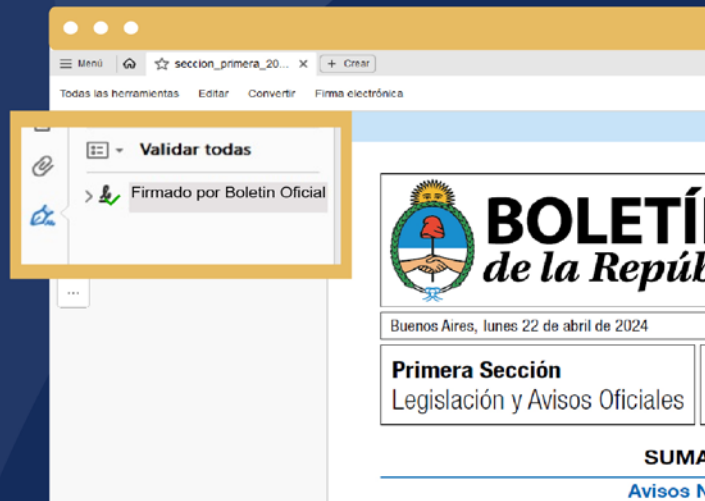 Menú
seccion_primera_20... ×
+ Crear
Todas las herramientas Editar Convertir Firma electrónica
Validar todas
Firmado por Boletin Oficial
...
BOLETÍ
de la Repúb
Buenos Aires, lunes 22 de abril de 2024
Primera Sección
Legislación y Avisos Oficiales
SUMA
Avisos N